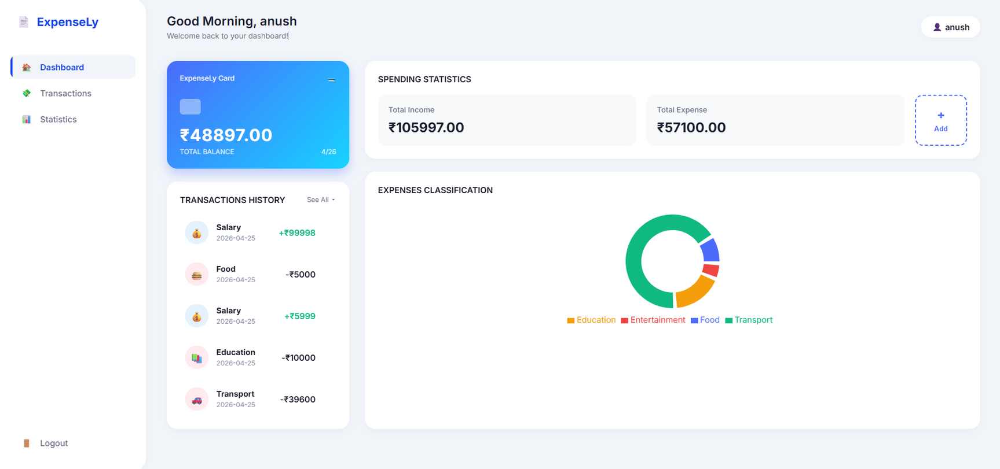 ExpenseLy
Dashboard
Transactions
Statistics
Logout
Good Morning, anush
Welcome back to your dashboard!
anush
ExpenseLy Card
₹48897.00
TOTAL BALANCE 4/26
TRANSACTIONS HISTORY See All
Salary
2026-04-25
+₹99998
Food
2026-04-25
-₹5000
Salary
2026-04-25
+₹5999
Education
2026-04-25
-₹10000
Transport
2026-04-25
-₹39600
SPENDING STATISTICS
Total Income
₹105997.00
Total Expense
₹57100.00
+
Add
EXPENSES CLASSIFICATION
Education Entertainment Food Transport